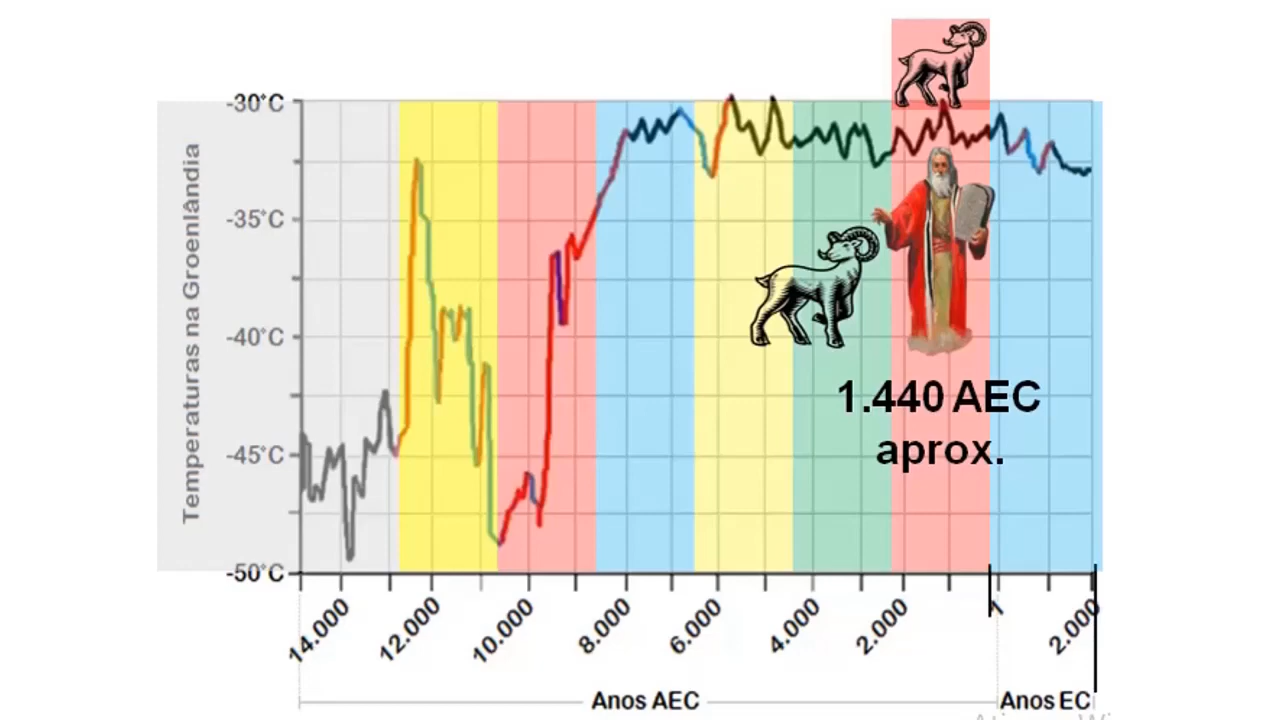 Temperaturas na Groenlândia
-30°C
-35°C
-40°C
-45°C
-50°C
1.440 AEC
aprox.
14.000
12.000
10.000
8.000
6.000
4.000
2.000
1
2.000
Anos AEC
Anos EC